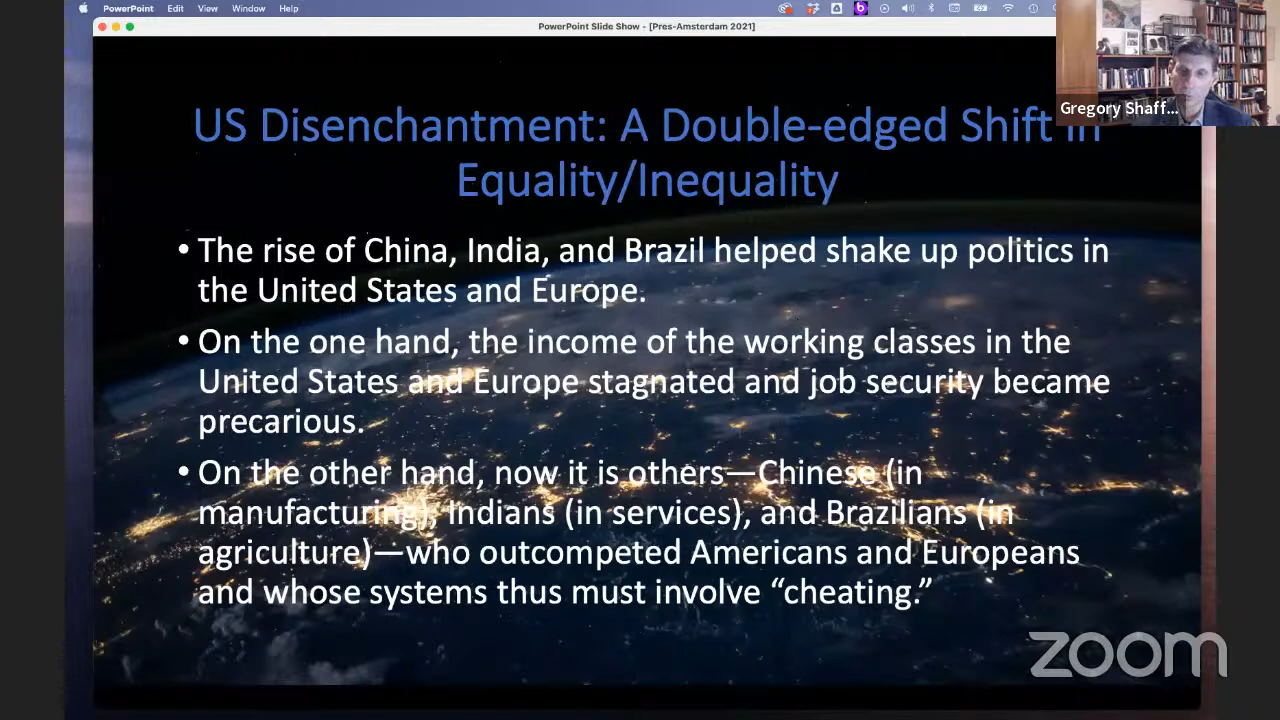 PowerPoint Edit View Window Help
PowerPoint Slide Show - [Pres-Amsterdam 2021]
Gregory Shaff...
US Disenchantment: A Double-edged Shift in
Equality/Inequality
• The rise of China, India, and Brazil helped shake up politics in
the United States and Europe.
• On the one hand, the income of the working classes in the
United States and Europe stagnated and job security became
precarious.
• On the other hand, now it is others—Chinese (in
manufacturing), Indians (in services), and Brazilians (in
agriculture)—who outcompeted Americans and Europeans
and whose systems thus must involve “cheating.”
zoom